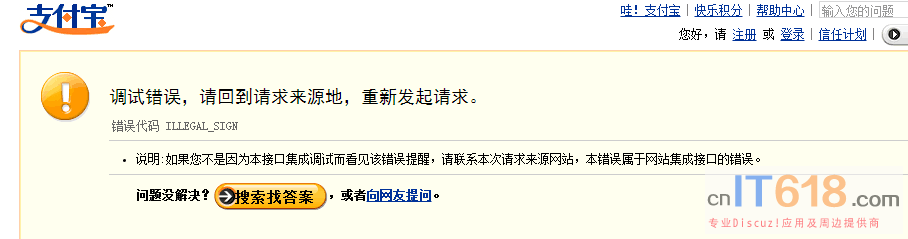 支付宝™
哇！支付宝 | 快乐积分 | 帮助中心 | 输入您的问题
您好，请 注册 或 登录 | 信任计划 |
调试错误，请回到请求来源地，重新发起请求。
错误代码 ILLEGAL_SIGN
• 说明:如果您不是因为本接口集成调试而看见该错误提醒，请联系本次请求来源网站，本错误属于网站集成接口的错误。
问题没解决？ 搜索找答案 ，或者向网友提问。
cnIT618.com
专业Discuz!应用及周边提供商